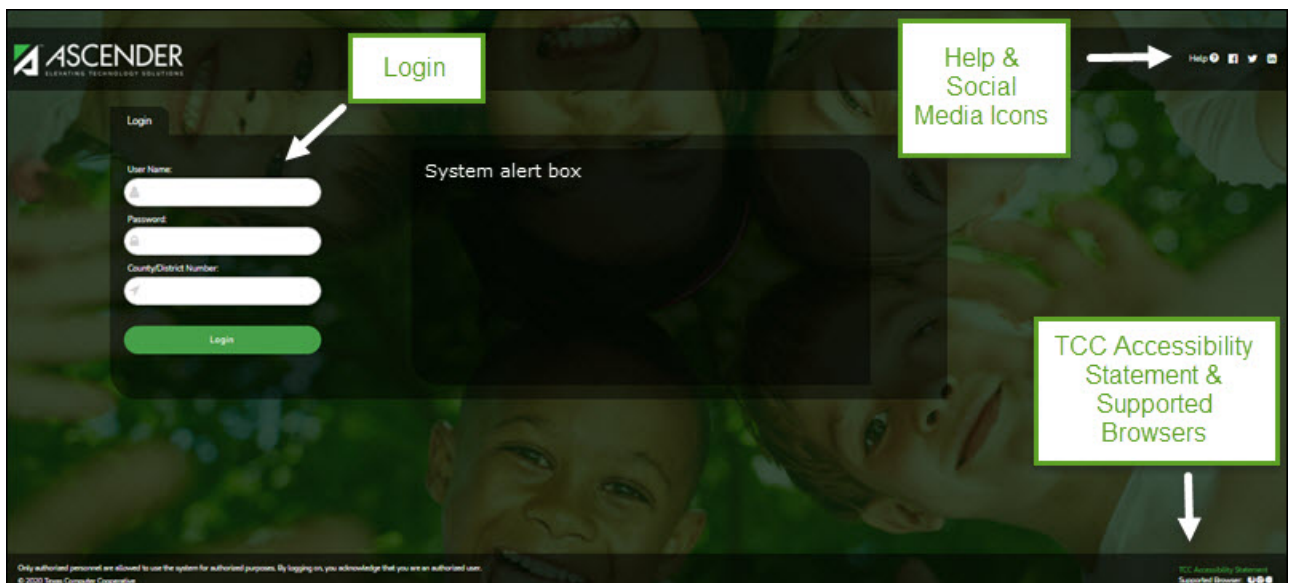 ASCENDER
ELEVATING TECHNOLOGY SOLUTIONS
Login
Help &
Social
Media Icons
Help
Login
User Name:
System alert box
Password:
County/District Number:
Login
TCC Accessibility
Statement &
Supported
Browsers
Only authorized personnel are allowed to use the system for authorized purposes. By logging on, you acknowledge that you are an authorized user.
© 2020 Texas Computer Cooperative
TCC Accessibility Statement
Supported Browser: